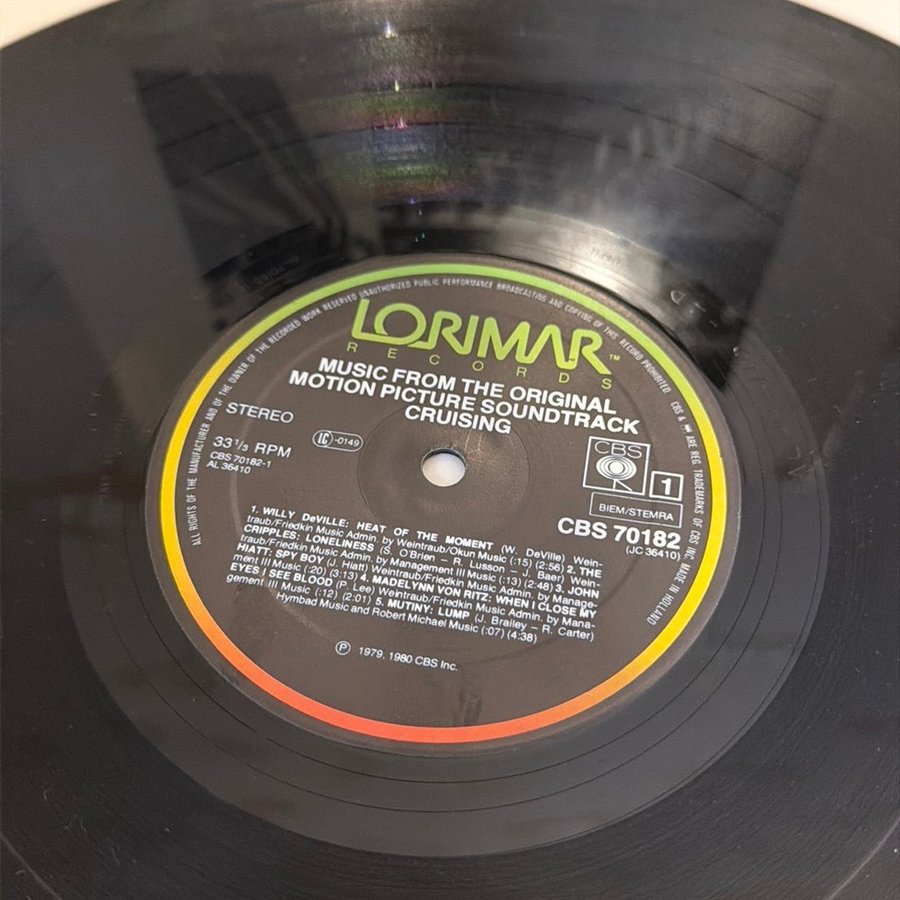 ALL RIGHTS OF THE MANUFACTURER AND OF THE OWNER OF THE RECORDED WORK RESERVED UNAUTHORIZED PUBLIC PERFORMANCE BROADCASTING AND COPYING OF THIS RECORD PROHIBITED CBS & ARE REG. TRADEMARKS OF CBS INC. MADE IN HOLLAND
LORIMAR™
RECORDS
MUSIC FROM THE ORIGINAL
MOTION PICTURE SOUNDTRACK
CRUISING
STEREO
33 1/3 RPM
CBS 70182-1
AL 36410
LC-0149
CBS
1
BIEM/STEMRA
CBS 70182
(JC 36410)
1. WILLY DeVILLE: HEAT OF THE MOMENT (W. DeVille) Wein-
traub/Friedkin Music Admin. by Weintraub/Okun Music (:15) (2:56) 2. THE
CRIPPLES: LONELINESS (S. O'Brien – R. Lusson – J. Baer) Wein-
traub/Friedkin Music Admin. by Management III Music (:13) (2:48) 3. JOHN
HIATT: SPY BOY (J. Hiatt) Weintraub/Friedkin Music Admin. by Manage-
ment III Music (:20) (3:13) 4. MADELYNN VON RITZ: WHEN I CLOSE MY
EYES I SEE BLOOD (P. Lee) Weintraub/Friedkin Music Admin. by Mana-
gement III Music (:12) (2:01) 5. MUTINY: LUMP (J. Brailey – R. Carter)
Hymbad Music and Robert Michael Music (:07) (4:38)
Ⓟ 1979, 1980 CBS Inc.